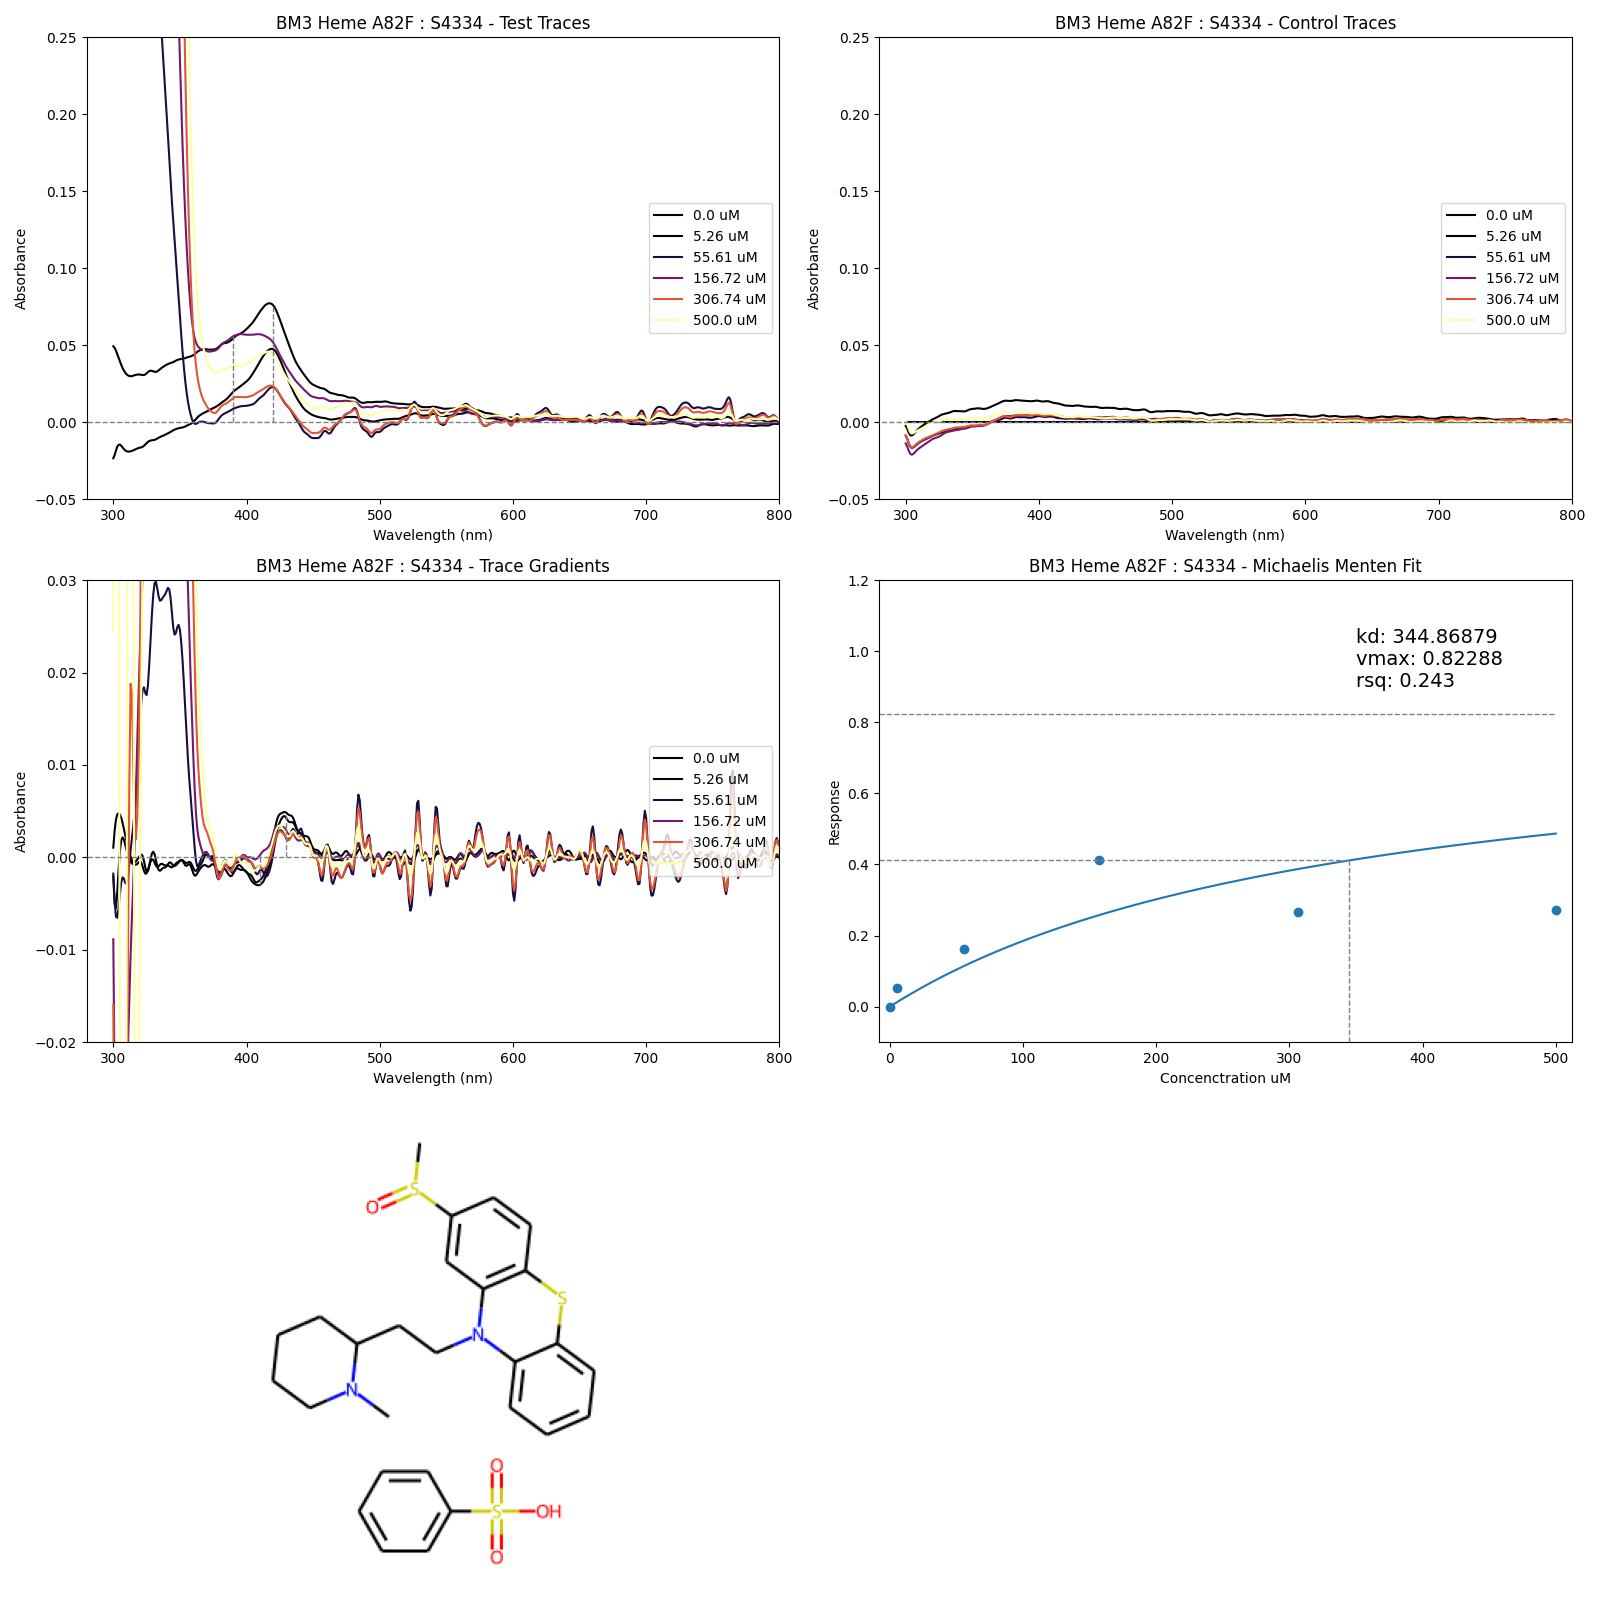 BM3 Heme A82F : S4334 - Test Traces
0.25
0.20
0.15
0.10
0.05
0.00
−0.05
Absorbance
0.0 uM
5.26 uM
55.61 uM
156.72 uM
306.74 uM
500.0 uM
300 400 500 600 700 800
Wavelength (nm)
BM3 Heme A82F : S4334 - Control Traces
0.25
0.20
0.15
0.10
0.05
0.00
−0.05
Absorbance
0.0 uM
5.26 uM
55.61 uM
156.72 uM
306.74 uM
500.0 uM
300 400 500 600 700 800
Wavelength (nm)
BM3 Heme A82F : S4334 - Trace Gradients
0.03
0.02
0.01
0.00
−0.01
−0.02
Absorbance
0.0 uM
5.26 uM
55.61 uM
156.72 uM
306.74 uM
500.0 uM
300 400 500 600 700 800
Wavelength (nm)
BM3 Heme A82F : S4334 - Michaelis Menten Fit
1.2
1.0
0.8
0.6
0.4
0.2
0.0
Response
kd: 344.86879
vmax: 0.82288
rsq: 0.243
0 100 200 300 400 500
Concenctration uM
S
O
S
N
N
O
S
OH
O